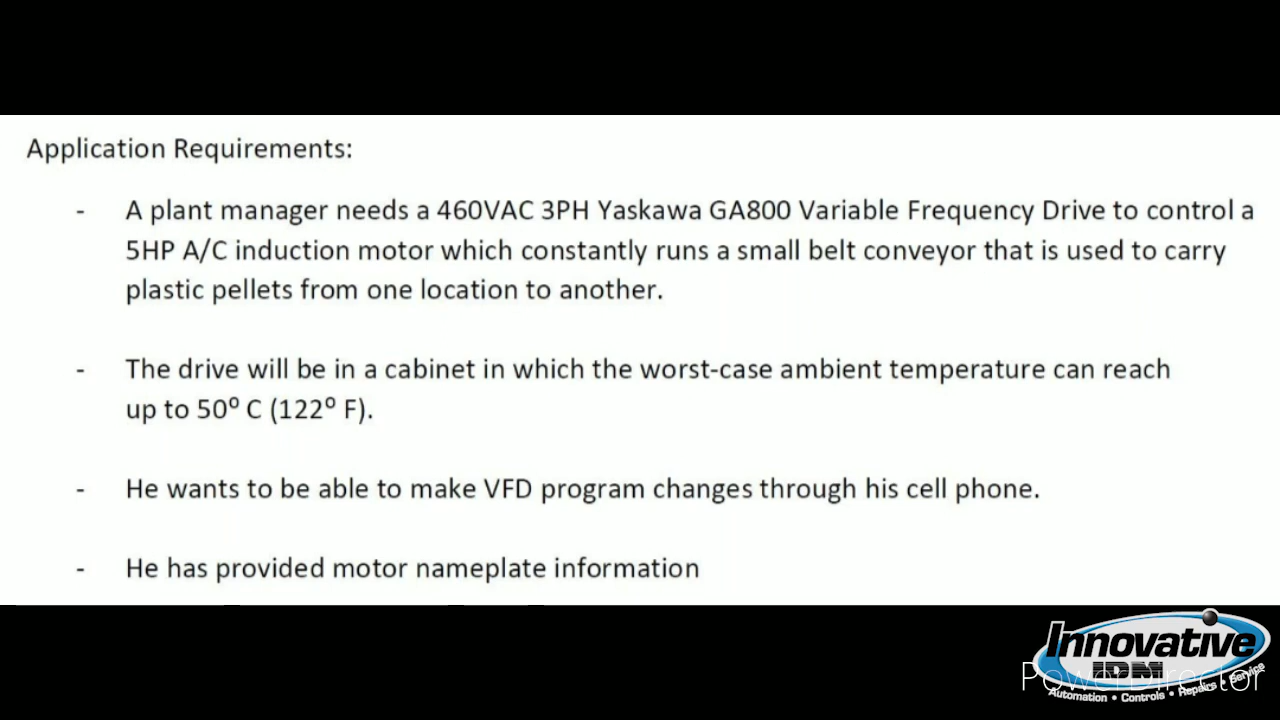 Application Requirements:
- A plant manager needs a 460VAC 3PH Yaskawa GA800 Variable Frequency Drive to control a
5HP A/C induction motor which constantly runs a small belt conveyor that is used to carry
plastic pellets from one location to another.
- The drive will be in a cabinet in which the worst-case ambient temperature can reach
up to 50⁰ C (122⁰ F).
- He wants to be able to make VFD program changes through his cell phone.
- He has provided motor nameplate information
Innovative
IDM
PowerDirector
Automation • Controls • Repairs • Service